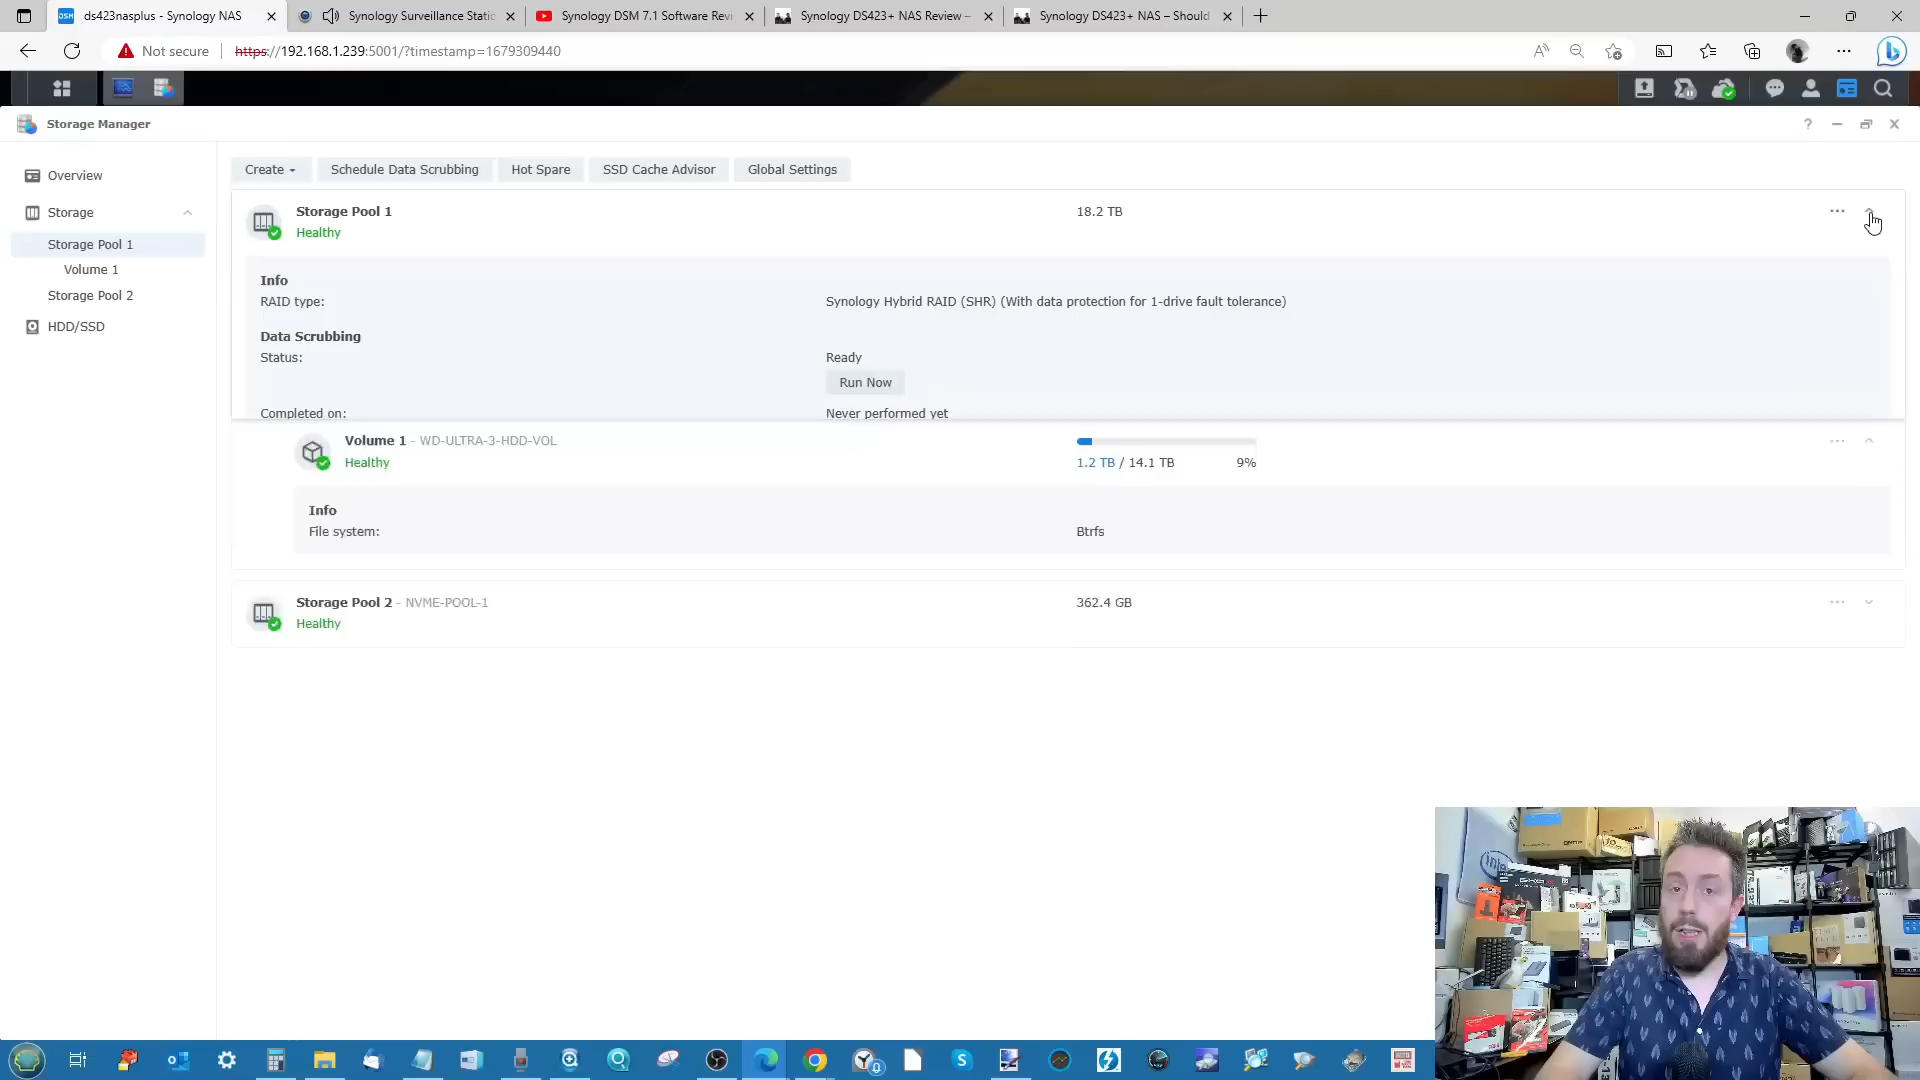 ds423nasplus - Synology NAS
Synology Surveillance Static
Synology DSM 7.1 Software Revi
Synology DS423+ NAS Review –
Synology DS423+ NAS – Should
Not secure
https://192.168.1.239:5001/?timestamp=1679309440
Storage Manager
Overview
Storage
Storage Pool 1
Volume 1
Storage Pool 2
HDD/SSD
Create
Schedule Data Scrubbing
Hot Spare
SSD Cache Advisor
Global Settings
Storage Pool 1
18.2 TB
Healthy
Info
RAID type:
Synology Hybrid RAID (SHR) (With data protection for 1-drive fault tolerance)
Data Scrubbing
Status:
Ready
Run Now
Completed on:
Never performed yet
Volume 1 - WD-ULTRA-3-HDD-VOL
Healthy
1.2 TB / 14.1 TB
9%
Info
File system:
Btrfs
Storage Pool 2 - NVME-POOL-1
362.4 GB
Healthy
intel